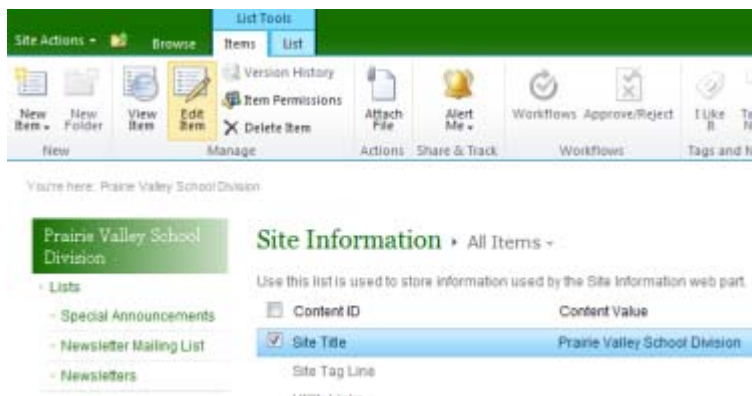 List Tools
Site Actions Browse Items List
New Item New Folder View Item Edit Item Version History Item Permissions Delete Item Attach File Alert Me Workflows Approve/Reject I Like It
New Manage Actions Share & Track Workflows Tags and N
You're here: Prairie Valley School Division
Prairie Valley School Division
Site Information All Items
Use this list is used to store information used by the Site Information web part.
Lists
Content ID Content Value
Special Announcements
Site Title Prairie Valley School Division
Newsletter Mailing List
Site Tag Line
Newsletters